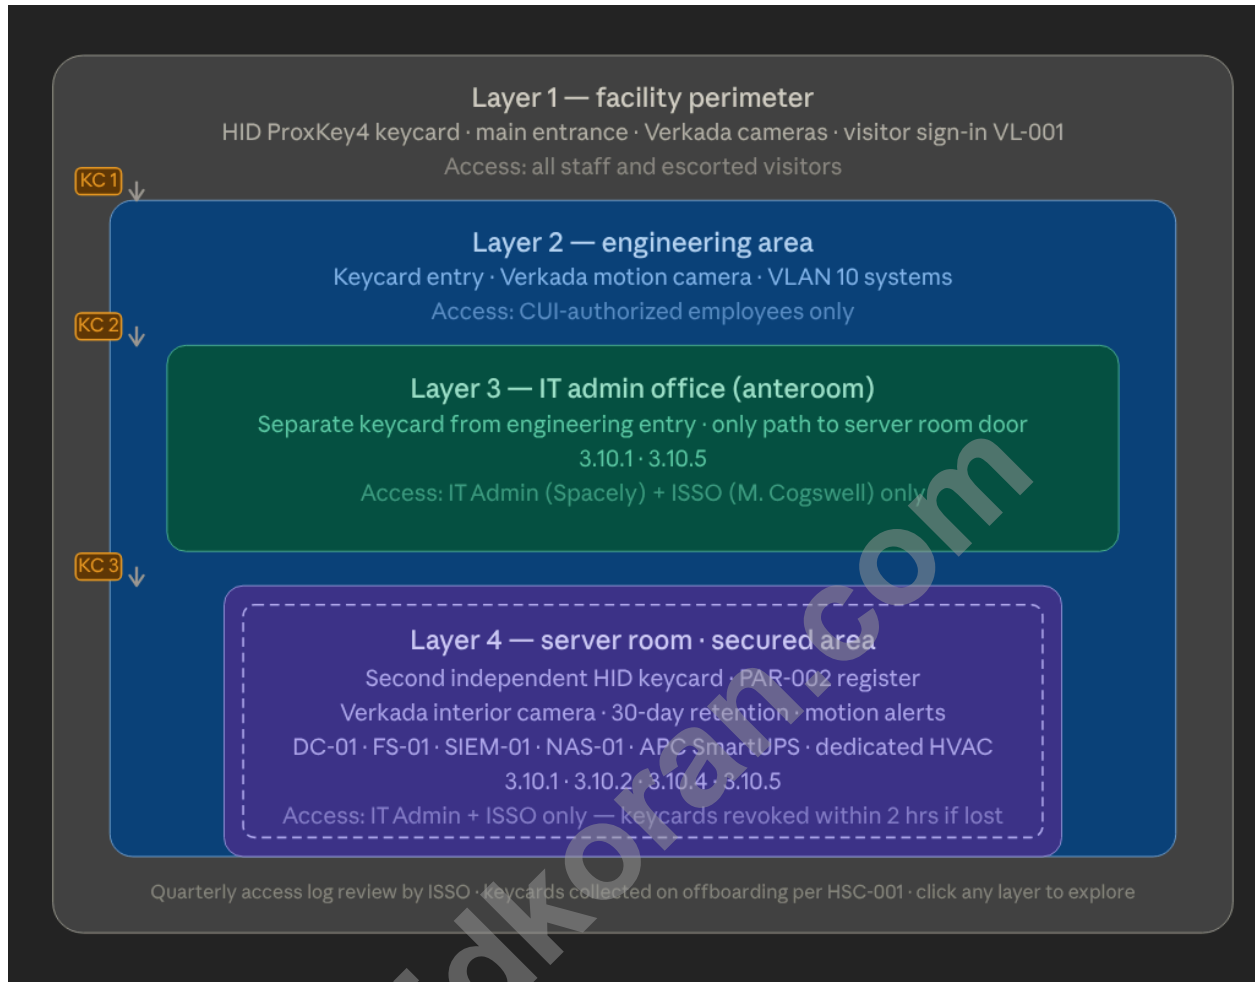 Layer 1 — facility perimeter
HID ProxKey4 keycard · main entrance · Verkada cameras · visitor sign-in VL-001
Access: all staff and escorted visitors
KC 1
Layer 2 — engineering area
Keycard entry · Verkada motion camera · VLAN 10 systems
Access: CUI-authorized employees only
KC 2
Layer 3 — IT admin office (anteroom)
Separate keycard from engineering entry · only path to server room door
3.10.1 · 3.10.5
Access: IT Admin (Spacely) + ISSO (M. Cogswell) only
KC 3
Layer 4 — server room · secured area
Second independent HID keycard · PAR-002 register
Verkada interior camera · 30-day retention · motion alerts
DC-01 · FS-01 · SIEM-01 · NAS-01 · APC SmartUPS · dedicated HVAC
3.10.1 · 3.10.2 · 3.10.4 · 3.10.5
Access: IT Admin + ISSO only — keycards revoked within 2 hrs if lost
Quarterly access log review by ISSO · keycards collected on offboarding per HSC-001 · click any layer to explore
idkoran.com